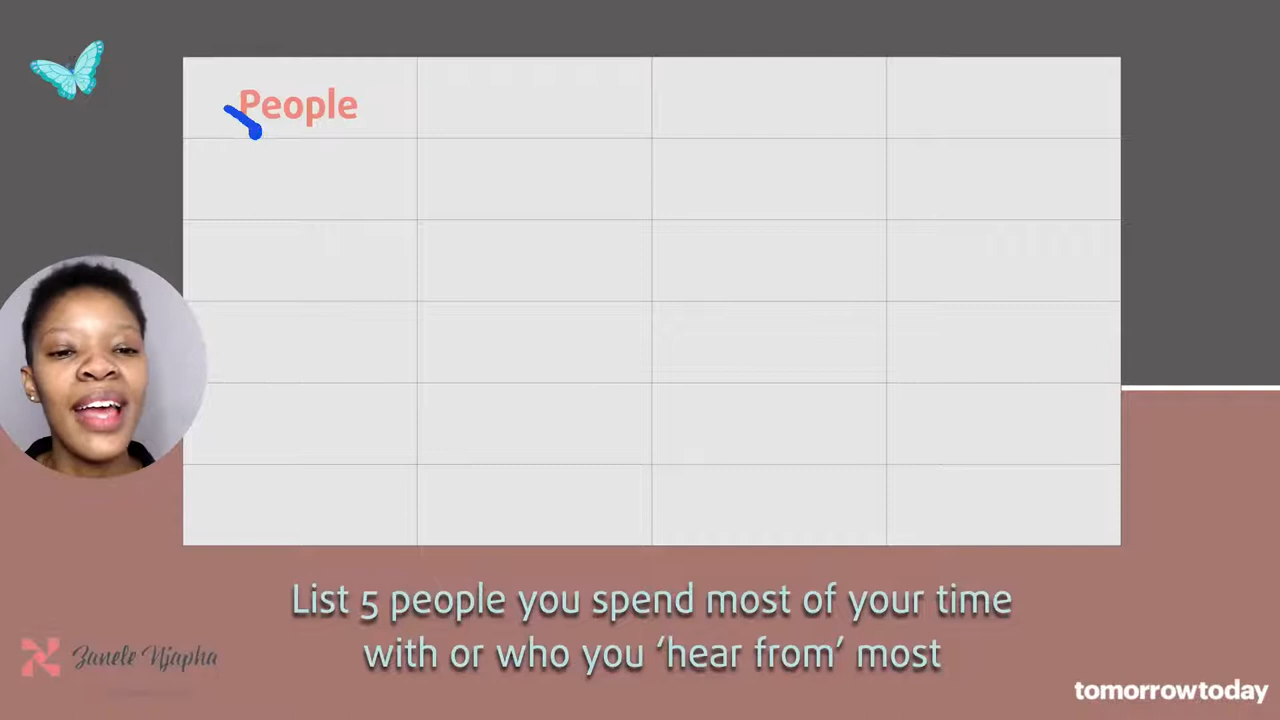 People
List 5 people you spend most of your time
with or who you ‘hear from’ most
Zanele Njapha
tomorrowtoday